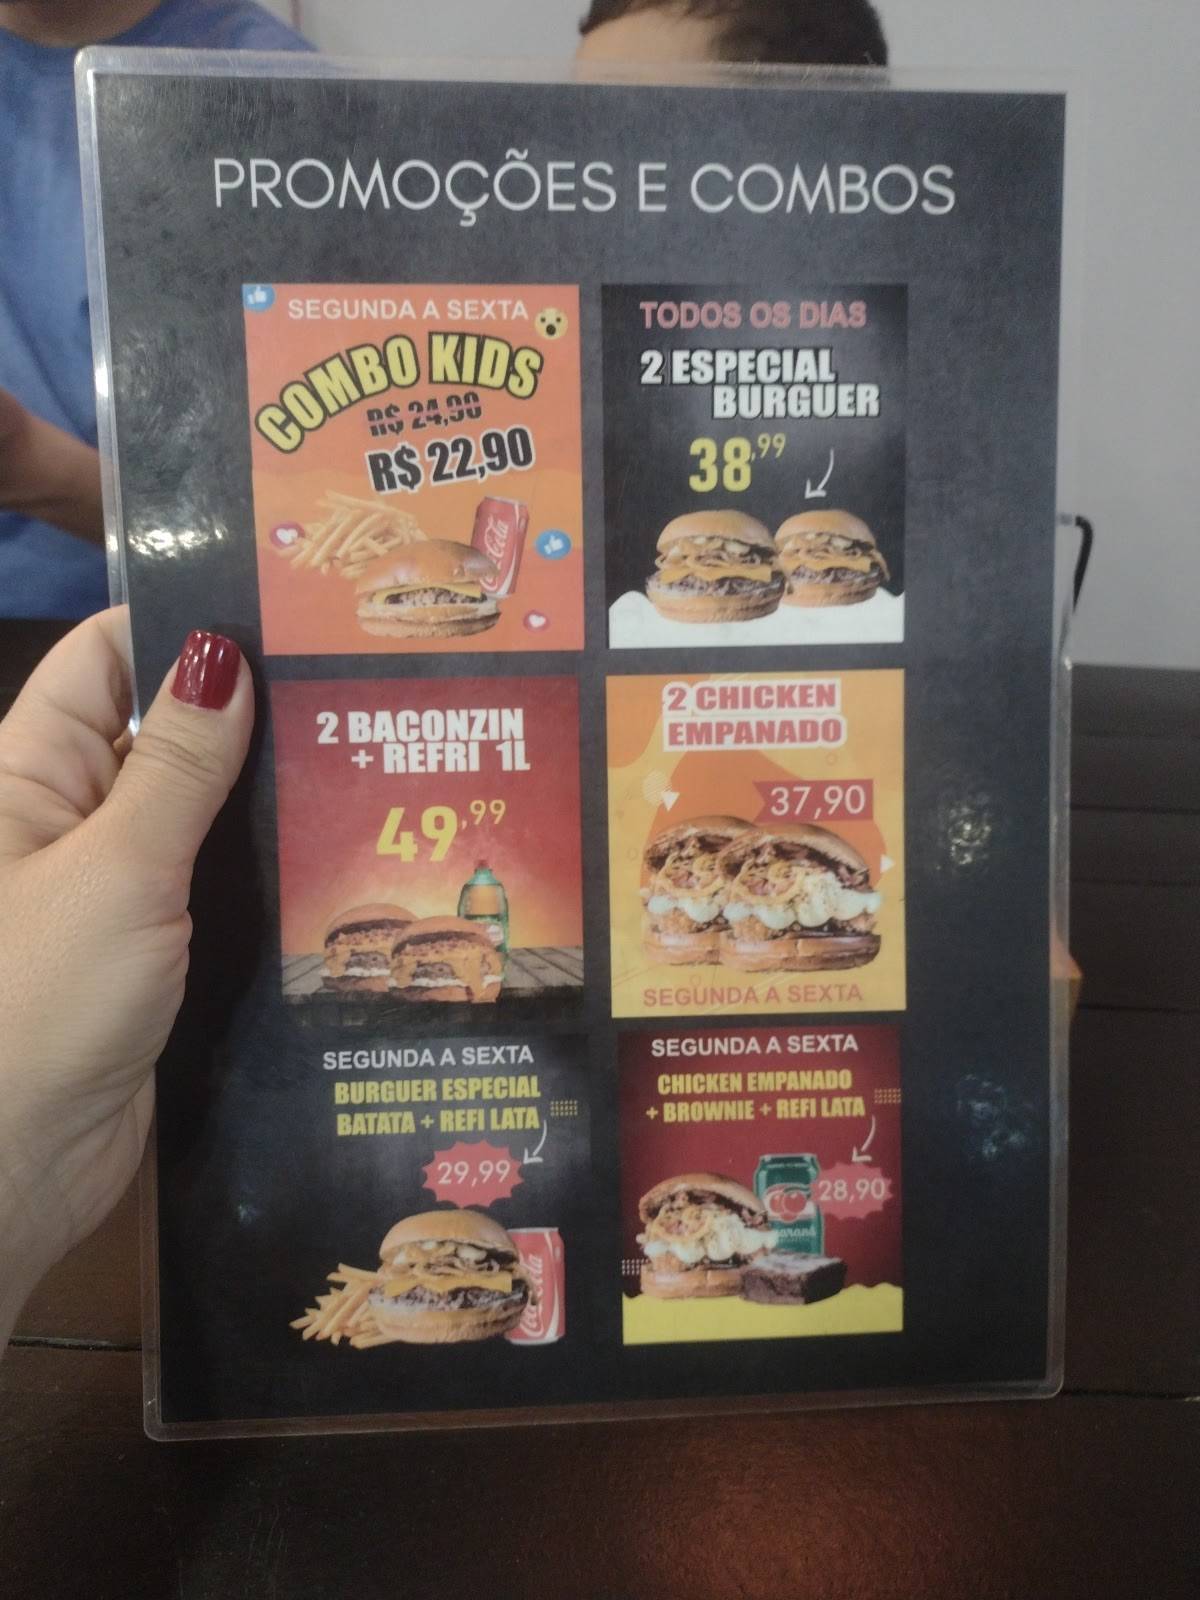 PROMOÇÕES E COMBOS
SEGUNDA A SEXTA
COMBO KIDS
R$ 24,90
R$ 22,90
TODOS OS DIAS
2 ESPECIAL
BURGUER
38,99
2 BACONZIN
+ REFRI 1L
49,99
2 CHICKEN
EMPANADO
37,90
SEGUNDA A SEXTA
SEGUNDA A SEXTA
BURGUER ESPECIAL
BATATA + REFI LATA
29,99
Coca-Cola
SEGUNDA A SEXTA
CHICKEN EMPANADO
+ BROWNIE + REFI LATA
28,90